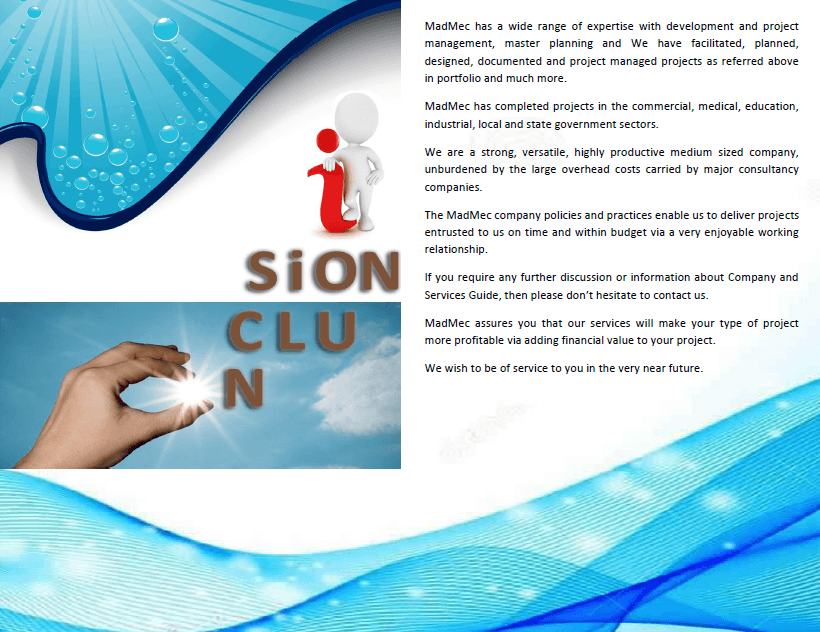 SiON
CLU
N
MadMec has a wide range of expertise with development and project
management, master planning and We have facilitated, planned,
designed, documented and project managed projects as referred above
in portfolio and much more.
MadMec has completed projects in the commercial, medical, education,
industrial, local and state government sectors.
We are a strong, versatile, highly productive medium sized company,
unburdened by the large overhead costs carried by major consultancy
companies.
The MadMec company policies and practices enable us to deliver projects
entrusted to us on time and within budget via a very enjoyable working
relationship.
If you require any further discussion or information about Company and
Services Guide, then please don’t hesitate to contact us.
MadMec assures you that our services will make your type of project
more profitable via adding financial value to your project.
We wish to be of service to you in the very near future.